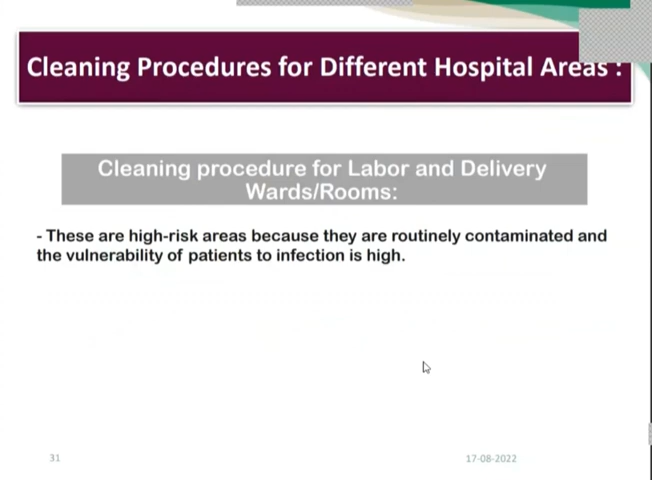 Cleaning Procedures for Different Hospital Areas :
Cleaning procedure for Labor and Delivery
Wards/Rooms:
- These are high-risk areas because they are routinely contaminated and
the vulnerability of patients to infection is high.
31
17-08-2022